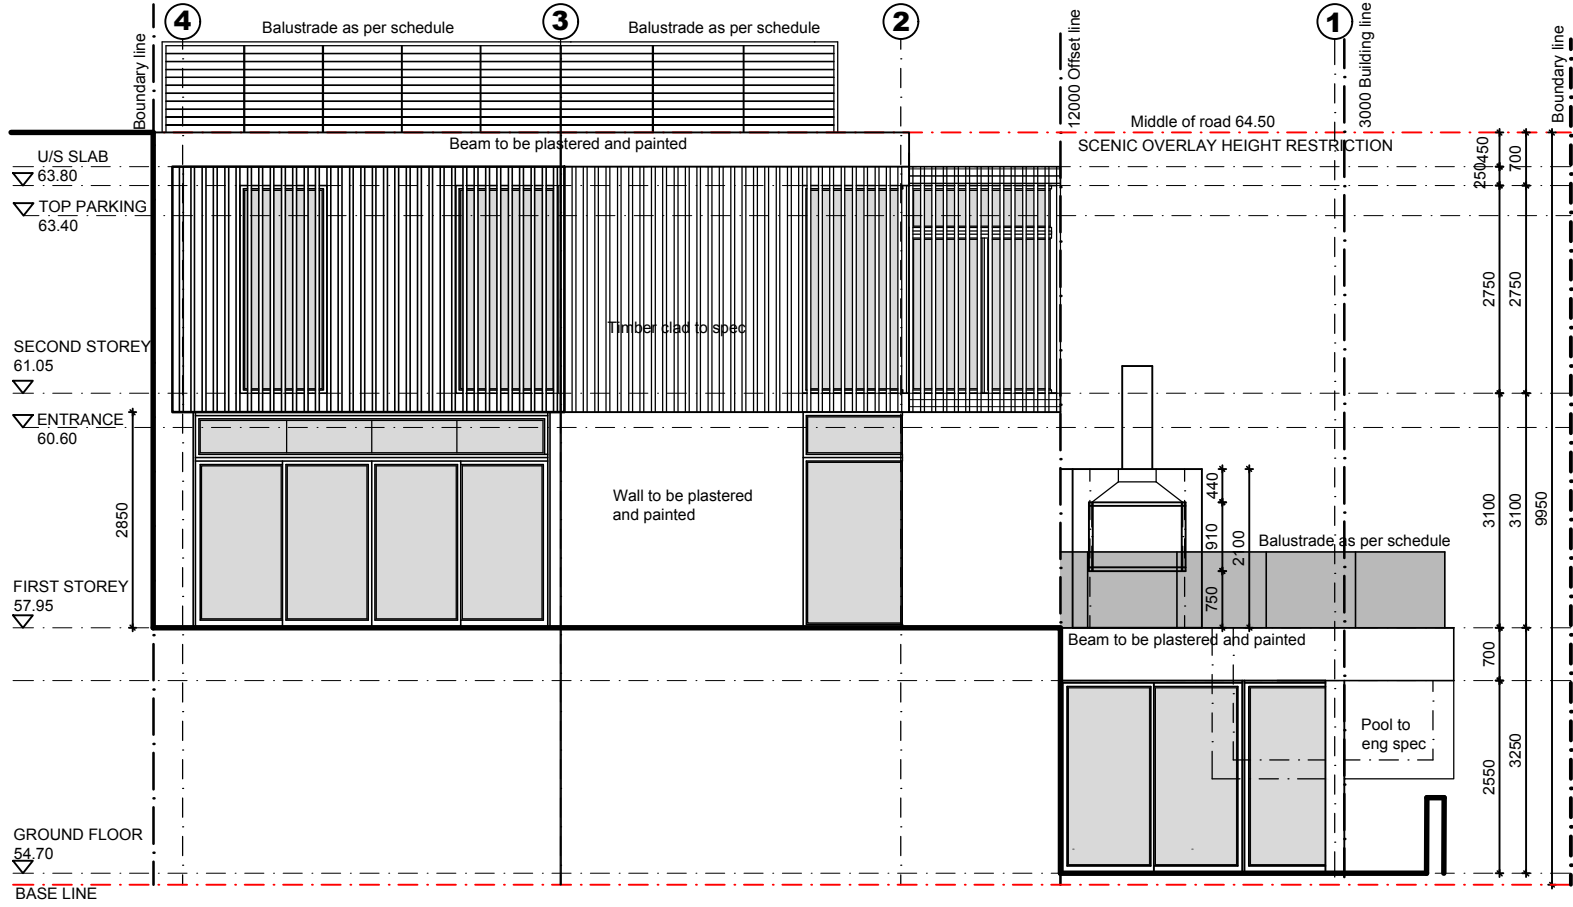 4
3
2
1
Balustrade as per schedule
Balustrade as per schedule
Boundary line
12000 Offset line
3000 Building line
Boundary line
Middle of road 64.50
Beam to be plastered and painted
SCENIC OVERLAY HEIGHT RESTRICTION
U/S SLAB
63.80
TOP PARKING
63.40
450
250
700
2750
2750
Timber clad to spec
SECOND STOREY
61.05
ENTRANCE
60.60
2850
Wall to be plastered
and painted
440
910
2100
750
3100
3100
9950
Balustrade as per schedule
FIRST STOREY
57.95
Beam to be plastered and painted
700
Pool to
eng spec
2550
3250
GROUND FLOOR
54.70
BASE LINE